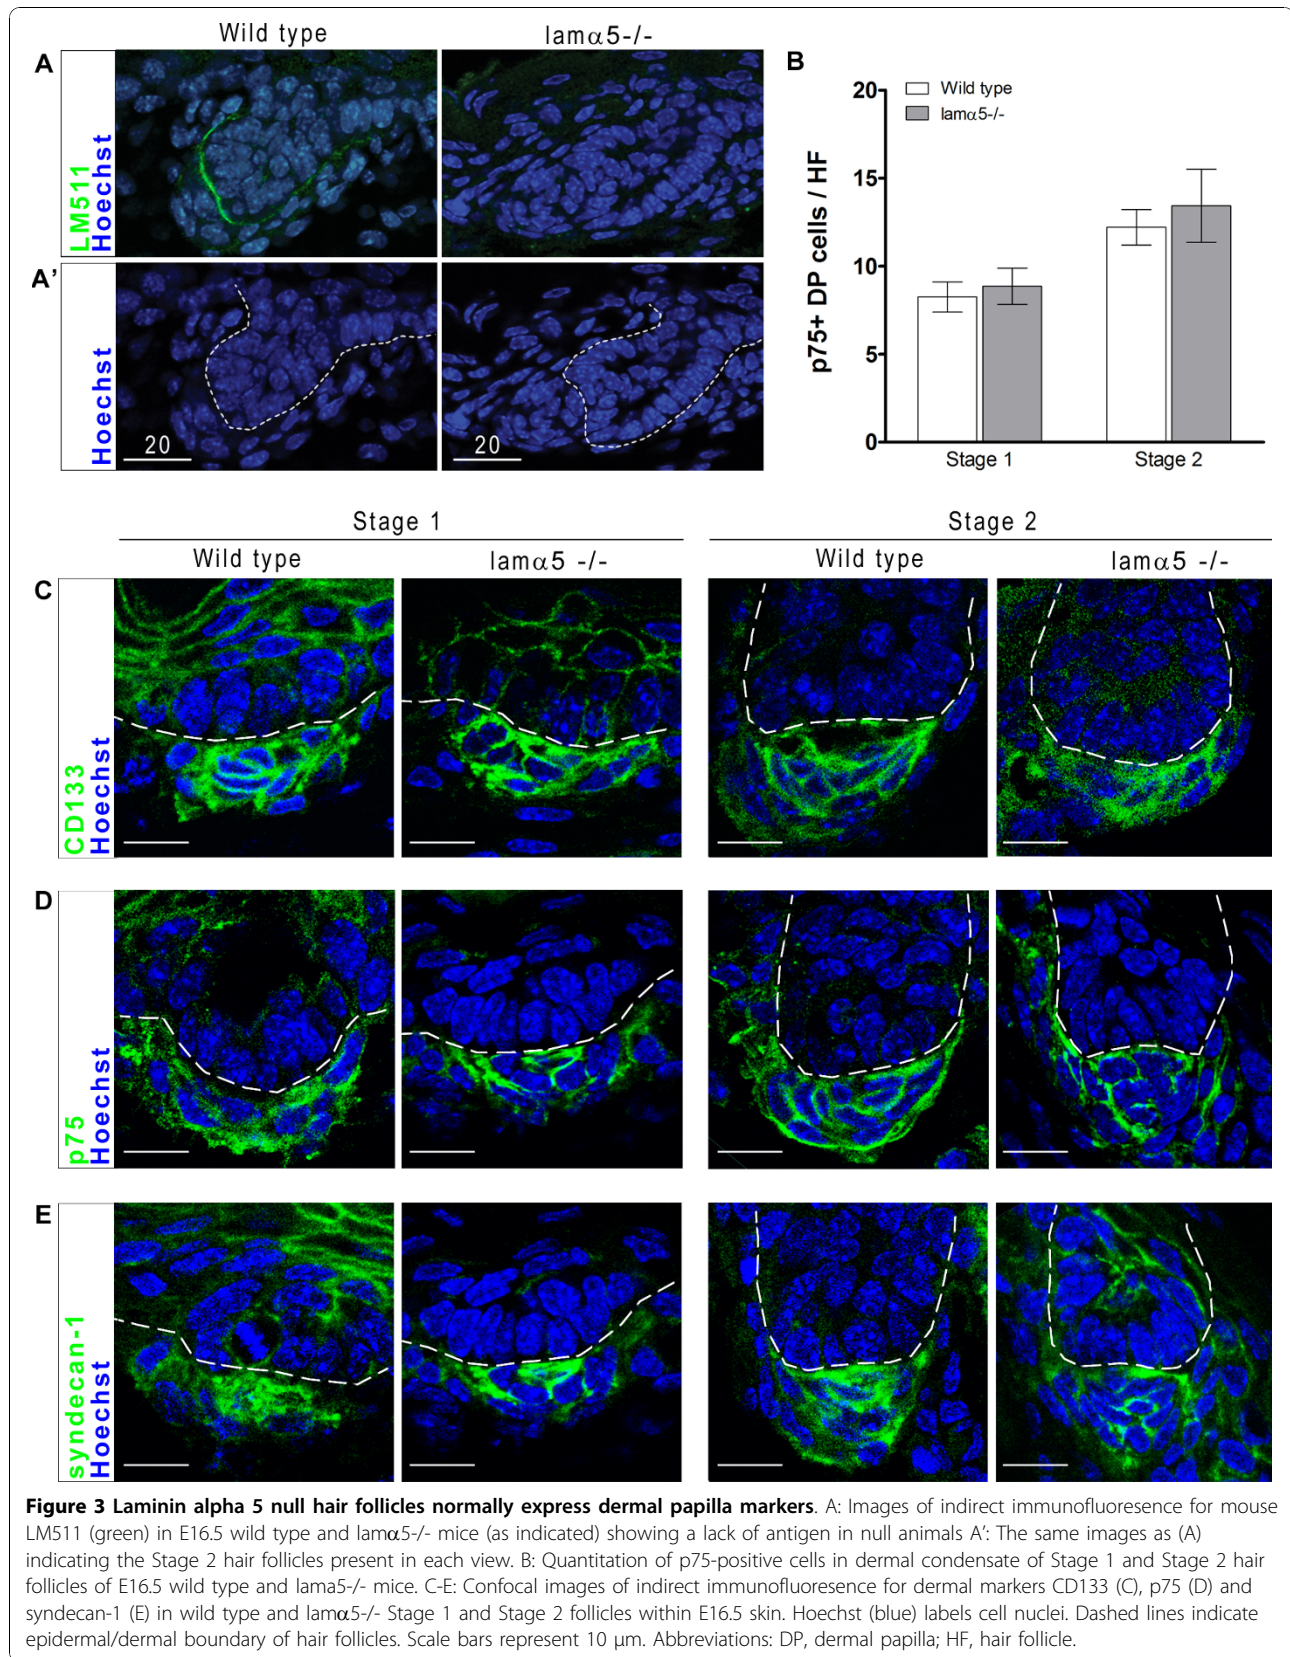 Wild type
lamα5-/-
A
LM511
Hoechst
A'
Hoechst
20
20
B
Wild type
lamα5-/-
p75+ DP cells / HF
20
15
10
5
0
Stage 1
Stage 2
Stage 1
Stage 2
Wild type
lamα5 -/-
Wild type
lamα5 -/-
C
CD133
Hoechst
D
p75
Hoechst
E
syndecan-1
Hoechst
Figure 3 Laminin alpha 5 null hair follicles normally express dermal papilla markers. A: Images of indirect immunofluoresence for mouse
LM511 (green) in E16.5 wild type and lamα5-/- mice (as indicated) showing a lack of antigen in null animals A': The same images as (A)
indicating the Stage 2 hair follicles present in each view. B: Quantitation of p75-positive cells in dermal condensate of Stage 1 and Stage 2 hair
follicles of E16.5 wild type and lama5-/- mice. C-E: Confocal images of indirect immunofluoresence for dermal markers CD133 (C), p75 (D) and
syndecan-1 (E) in wild type and lamα5-/- Stage 1 and Stage 2 follicles within E16.5 skin. Hoechst (blue) labels cell nuclei. Dashed lines indicate
epidermal/dermal boundary of hair follicles. Scale bars represent 10 μm. Abbreviations: DP, dermal papilla; HF, hair follicle.